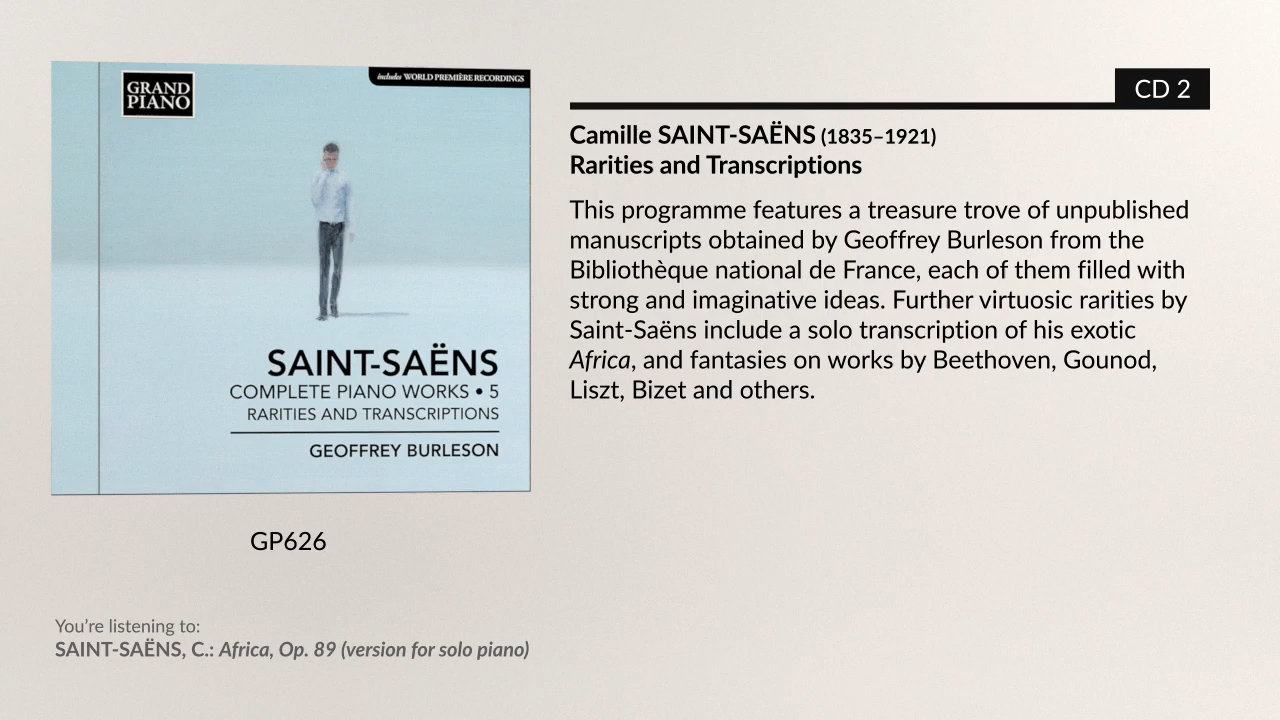 GRAND
PIANO
includes WORLD PREMIÈRE RECORDINGS
SAINT-SAËNS
COMPLETE PIANO WORKS • 5
RARITIES AND TRANSCRIPTIONS
GEOFFREY BURLESON
GP626
CD 2
Camille SAINT-SAËNS (1835–1921)
Rarities and Transcriptions
This programme features a treasure trove of unpublished
manuscripts obtained by Geoffrey Burleson from the
Bibliothèque national de France, each of them filled with
strong and imaginative ideas. Further virtuosic rarities by
Saint-Saëns include a solo transcription of his exotic
Africa, and fantasies on works by Beethoven, Gounod,
Liszt, Bizet and others.
You're listening to:
SAINT-SAËNS, C.: Africa, Op. 89 (version for solo piano)